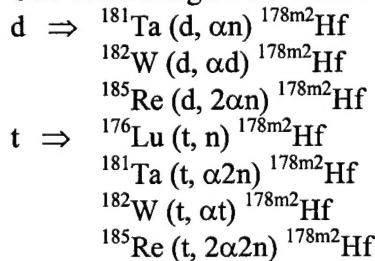 d ⇒ ¹⁸¹Ta (d, αn) ¹⁷⁸ᵐ²Hf
¹⁸²W (d, αd) ¹⁷⁸ᵐ²Hf
¹⁸⁵Re (d, 2αn) ¹⁷⁸ᵐ²Hf
t ⇒ ¹⁷⁶Lu (t, n) ¹⁷⁸ᵐ²Hf
¹⁸¹Ta (t, α2n) ¹⁷⁸ᵐ²Hf
¹⁸²W (t, αt) ¹⁷⁸ᵐ²Hf
¹⁸⁵Re (t, 2α2n) ¹⁷⁸ᵐ²Hf